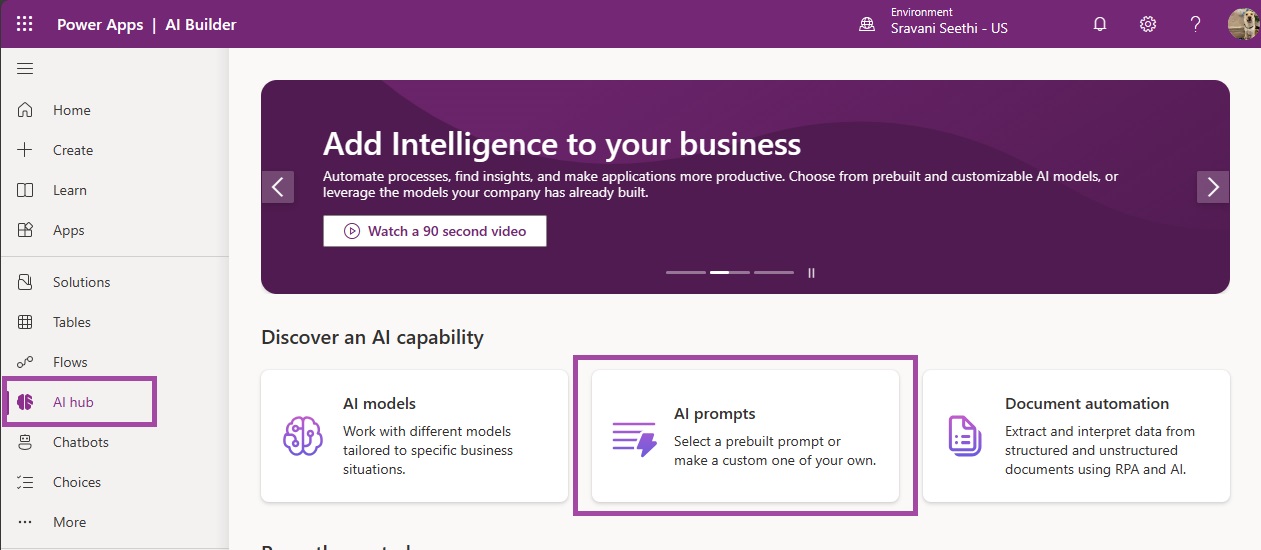 Power Apps | AI Builder
Environment
Sravani Seethi - US
Home
Create
Learn
Apps
Solutions
Tables
Flows
AI hub
Chatbots
Choices
More
Add Intelligence to your business
Automate processes, find insights, and make applications more productive. Choose from prebuilt and customizable AI models, or
leverage the models your company has already built.
Watch a 90 second video
Discover an AI capability
AI models
Work with different models
tailored to specific business
situations.
AI prompts
Select a prebuilt prompt or
make a custom one of your own.
Document automation
Extract and interpret data from
structured and unstructured
documents using RPA and AI.